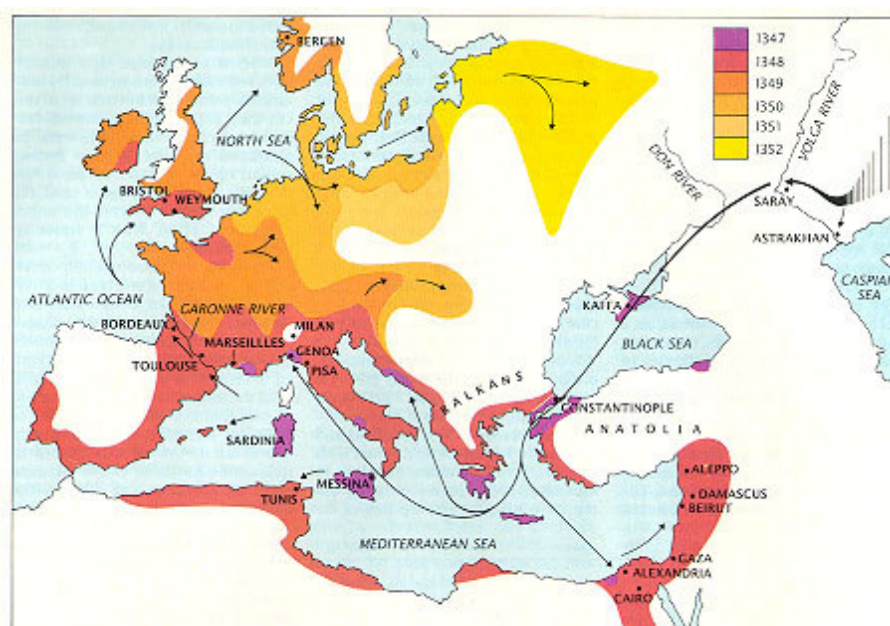 BERGEN
1347
1348
1349
1350
1351
1352
NORTH SEA
VOLGA RIVER
DON RIVER
BRISTOL
WEYMOUTH
SARAY
ASTRAKHAN
CASPIAN
SEA
ATLANTIC OCEAN
GARONNE RIVER
KAFFA
BORDEAUX
MILAN
BLACK SEA
MARSEILLLES
GENOA
TOULOUSE
PISA
BALKANS
CONSTANTINOPLE
ANATOLIA
SARDINIA
ALEPPO
MESSINA
TUNIS
DAMASCUS
BEIRUT
MEDITERRANEAN SEA
GAZA
ALEXANDRIA
CAIRO